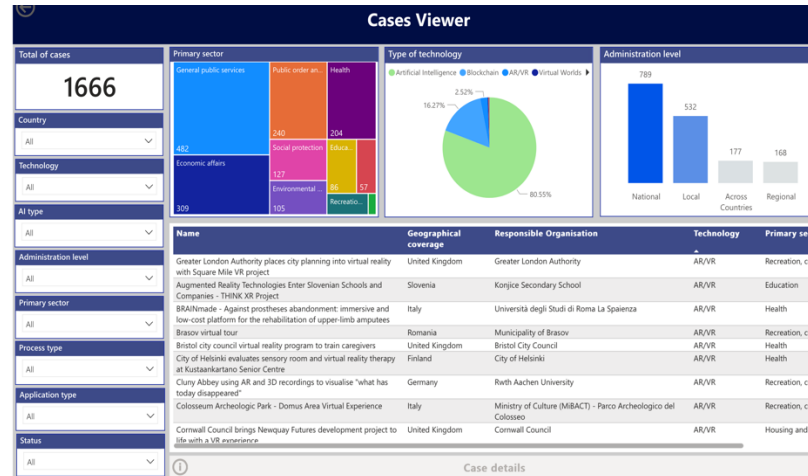 Cases Viewer
Total of cases
1666
Country
All
Technology
All
AI type
All
Administration level
All
Primary sector
All
Process type
All
Application type
All
Status
All
Primary sector
General public services
482
Economic affairs
309
Public order an...
240
Social protection
127
Environmental ...
105
Health
204
Educa...
86
57
Recreatio...
Type of technology
Artificial Intelligence Blockchain AR/VR Virtual Worlds
2.52%
16.27%
80.55%
Administration level
789
532
177
168
National
Local
Across
Countries
Regional
Name Geographical coverage Responsible Organisation Technology Primary se
Greater London Authority places city planning into virtual reality United Kingdom Greater London Authority AR/VR Recreation, c
with Square Mile VR project
Augmented Reality Technologies Enter Slovenian Schools and Slovenia Konjice Secondary School AR/VR Education
Companies - THINK XR Project
BRAINmade - Against prostheses abandonment: immersive and Italy Università degli Studi di Roma La Spaienza AR/VR Health
low-cost platform for the rehabilitation of upper-limb amputees
Brasov virtual tour Romania Municipality of Brasov AR/VR Recreation, c
Bristol city council virtual reality program to train caregivers United Kingdom Bristol City Council AR/VR Health
City of Helsinki evaluates sensory room and virtual reality therapy Finland City of Helsinki AR/VR Health
at Kustaankartano Senior Centre
Cluny Abbey using AR and 3D recordings to visualise "what has Germany Rwth Aachen University AR/VR Recreation, c
today disappeared"
Colosseum Archeologic Park - Domus Area Virtual Experience Italy Ministry of Culture (MiBACT) - Parco Archeologico del AR/VR Recreation, c
Colosseo
Cornwall Council brings Newquay Futures development project to United Kingdom Cornwall Council AR/VR Housing and
life with a VR experience
Case details